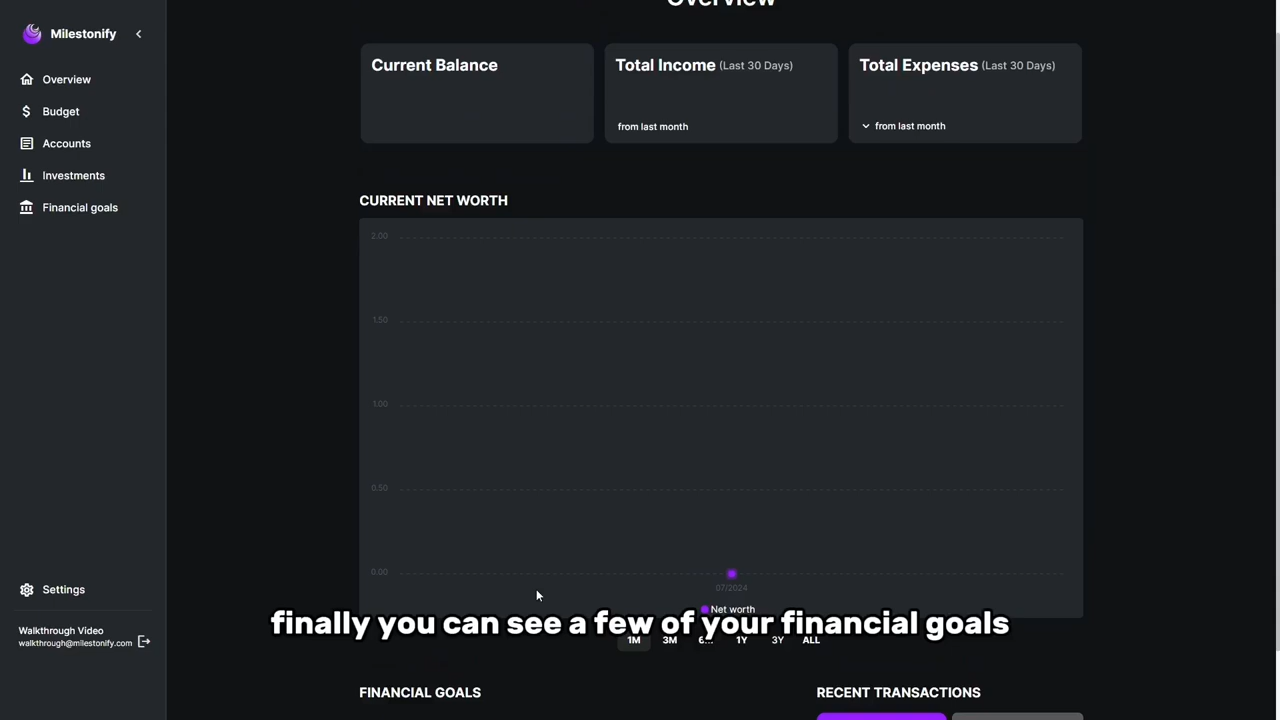 Overview
Milestonify
Overview
Budget
Accounts
Investments
Financial goals
Settings
Walkthrough Video
walkthrough@milestonify.com
Current Balance
Total Income (Last 30 Days)
from last month
Total Expenses (Last 30 Days)
from last month
CURRENT NET WORTH
2.00
1.50
1.00
0.50
0.00
07/2024
Net worth
finally you can see a few of your financial goals
1M 3M 1Y 3Y ALL
FINANCIAL GOALS
RECENT TRANSACTIONS